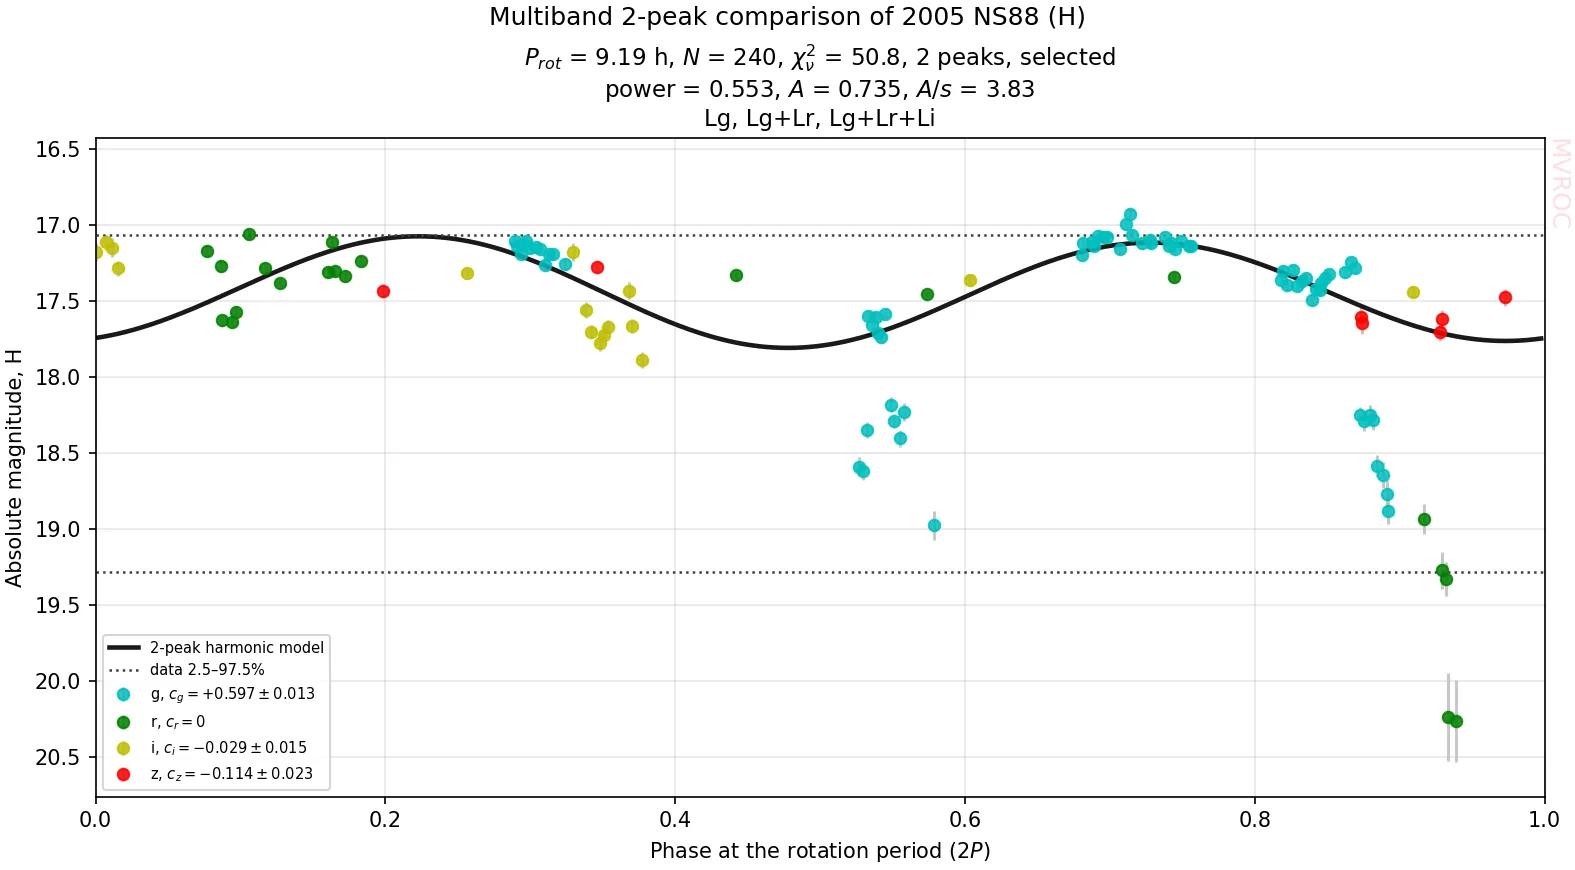 Multiband 2-peak comparison of 2005 NS88 (H)
P_rot = 9.19 h, N = 240, χ²_ν = 50.8, 2 peaks, selected
power = 0.553, A = 0.735, A/s = 3.83
Lg, Lg+Lr, Lg+Lr+Li
MVROC
Absolute magnitude, H
16.5
17.0
17.5
18.0
18.5
19.0
19.5
20.0
20.5
2-peak harmonic model
data 2.5–97.5%
g, c_g = +0.597 ± 0.013
r, c_r = 0
i, c_i = −0.029 ± 0.015
z, c_z = −0.114 ± 0.023
0.0 0.2 0.4 0.6 0.8 1.0
Phase at the rotation period (2P)